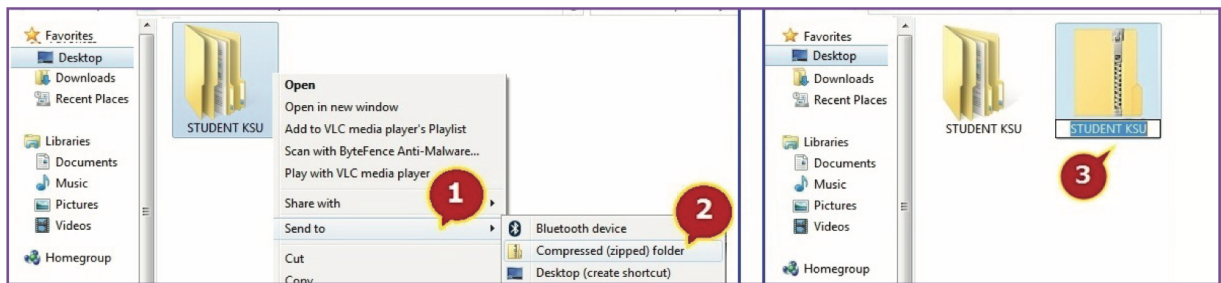 Favorites
Desktop
Downloads
Recent Places
Libraries
Documents
Music
Pictures
Videos
Homegroup
STUDENT KSU
Open
Open in new window
Add to VLC media player's Playlist
Scan with ByteFence Anti-Malware...
Play with VLC media player
Share with
Send to
Cut
Copy
1
Bluetooth device
Compressed (zipped) folder
Desktop (create shortcut)
2
Favorites
Desktop
Downloads
Recent Places
Libraries
Documents
Music
Pictures
Videos
Homegroup
STUDENT KSU
STUDENT KSU
3